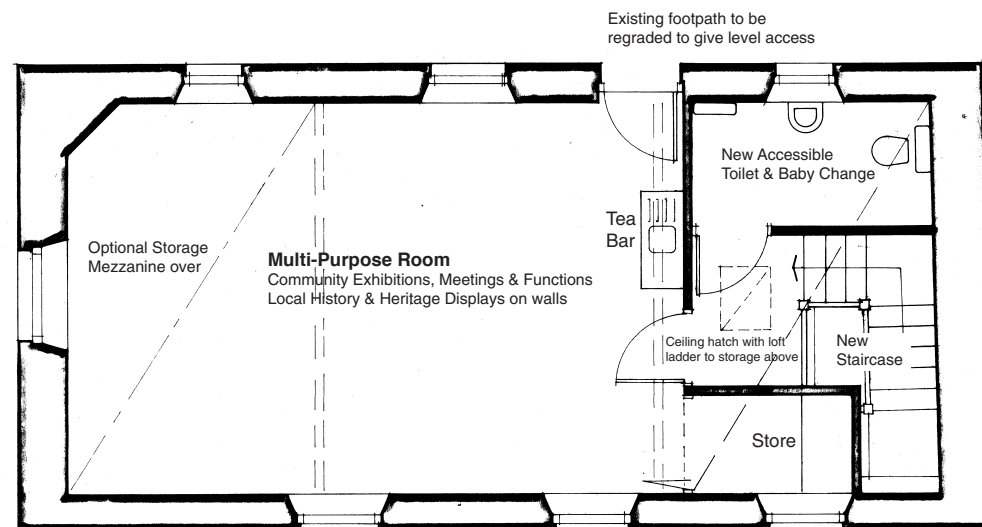 Existing footpath to be
regraded to give level access
New Accessible
Toilet & Baby Change
Tea
Bar
Optional Storage
Mezzanine over
Multi-Purpose Room
Community Exhibitions, Meetings & Functions
Local History & Heritage Displays on walls
Ceiling hatch with loft
ladder to storage above
New
Staircase
Store